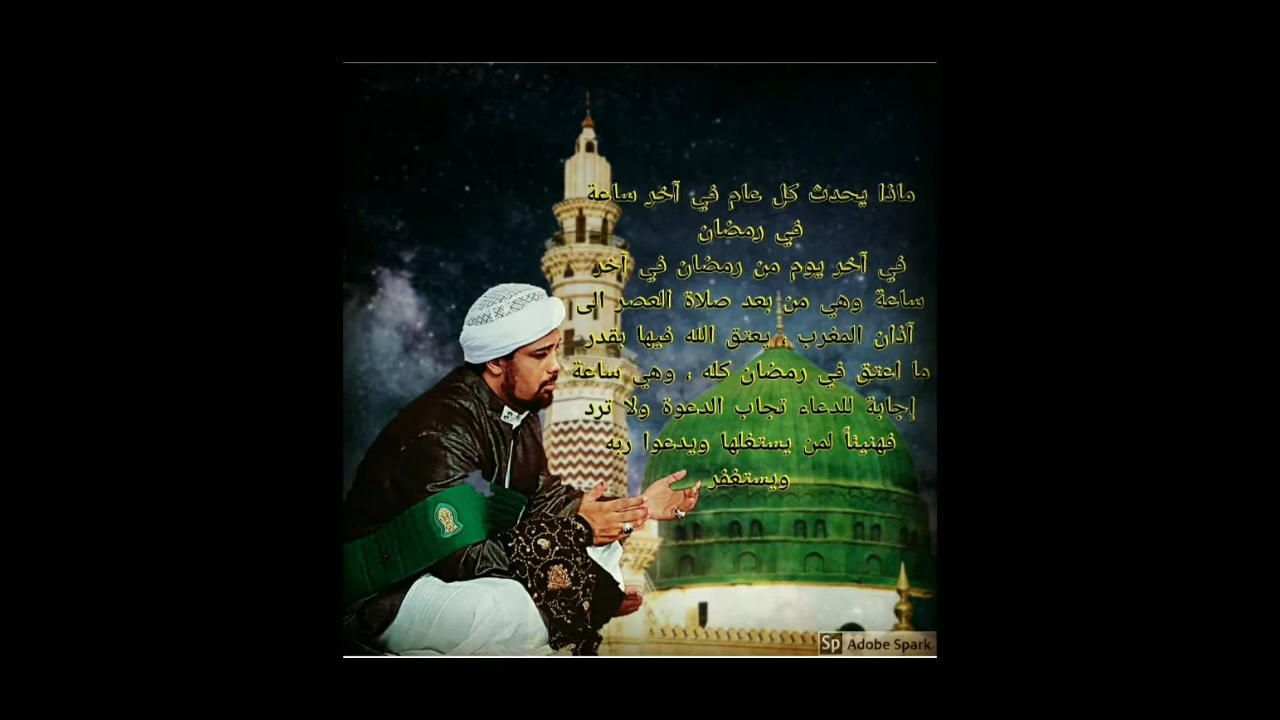 ماذا يحدث كل عام في آخر ساعة
في رمضان
في آخر يوم من رمضان في آخر
ساعة وهي من بعد صلاة العصر الى
آذان المغرب ، يعتق الله فيها بقدر
ما اعتق في رمضان كله ، وهي ساعة
إجابة للدعاء تجاب الدعوة ولا ترد
فهنيئاً لمن يستغلها ويدعوا ربه
ويستغفر
Sp Adobe Spark